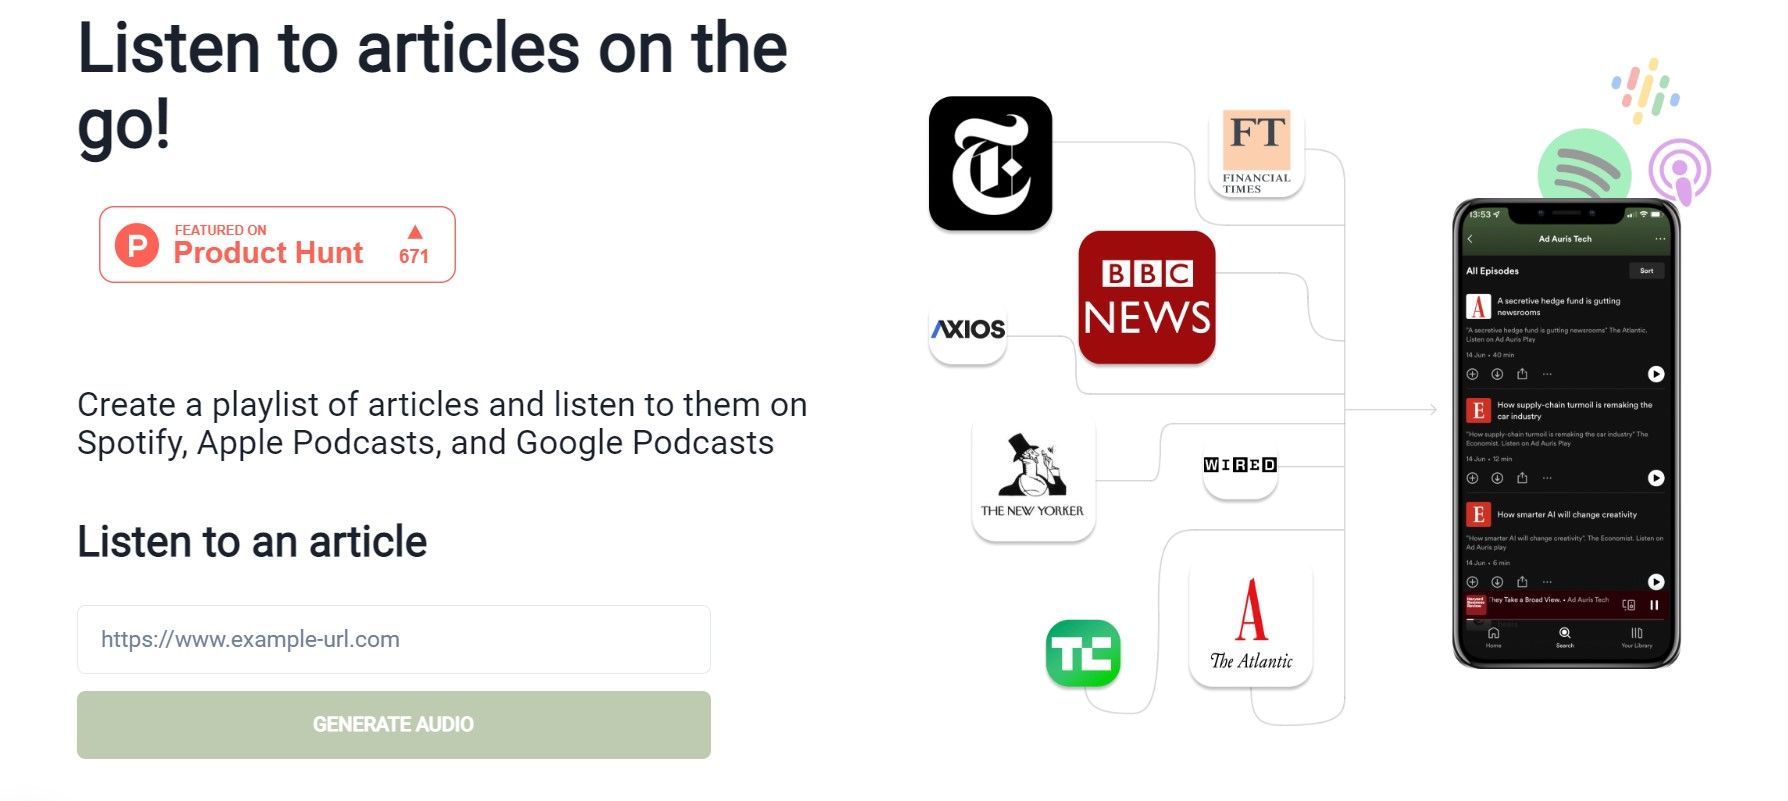 Listen to articles on the
go!
FEATURED ON
Product Hunt
671
Create a playlist of articles and listen to them on
Spotify, Apple Podcasts, and Google Podcasts
Listen to an article
https://www.example-url.com
GENERATE AUDIO
FT
FINANCIAL
TIMES
BBC
NEWS
AXIOS
THE NEW YORKER
WIRED
TC
A
The Atlantic
13:53
Ad Auris Tech
All Episodes
Sort
A
A secretive hedge fund is gutting
newsrooms
"A secretive hedge fund is gutting newsrooms" The Atlantic,
Listen on Ad Auris Play
14 Jun • 40 min
E
How supply-chain turmoil is remaking the
car industry
"How supply-chain turmoil is remaking the car industry" The
Economist. Listen on Ad Auris Play
14 Jun • 12 min
E
How smarter AI will change creativity
"How smarter AI will change creativity". The Economist. Listen on
Ad Auris play
14 Jun • 6 min
Harvard
Business
Review
They Take a Broad View. • Ad Auris Tech
Home
Search
Your Library